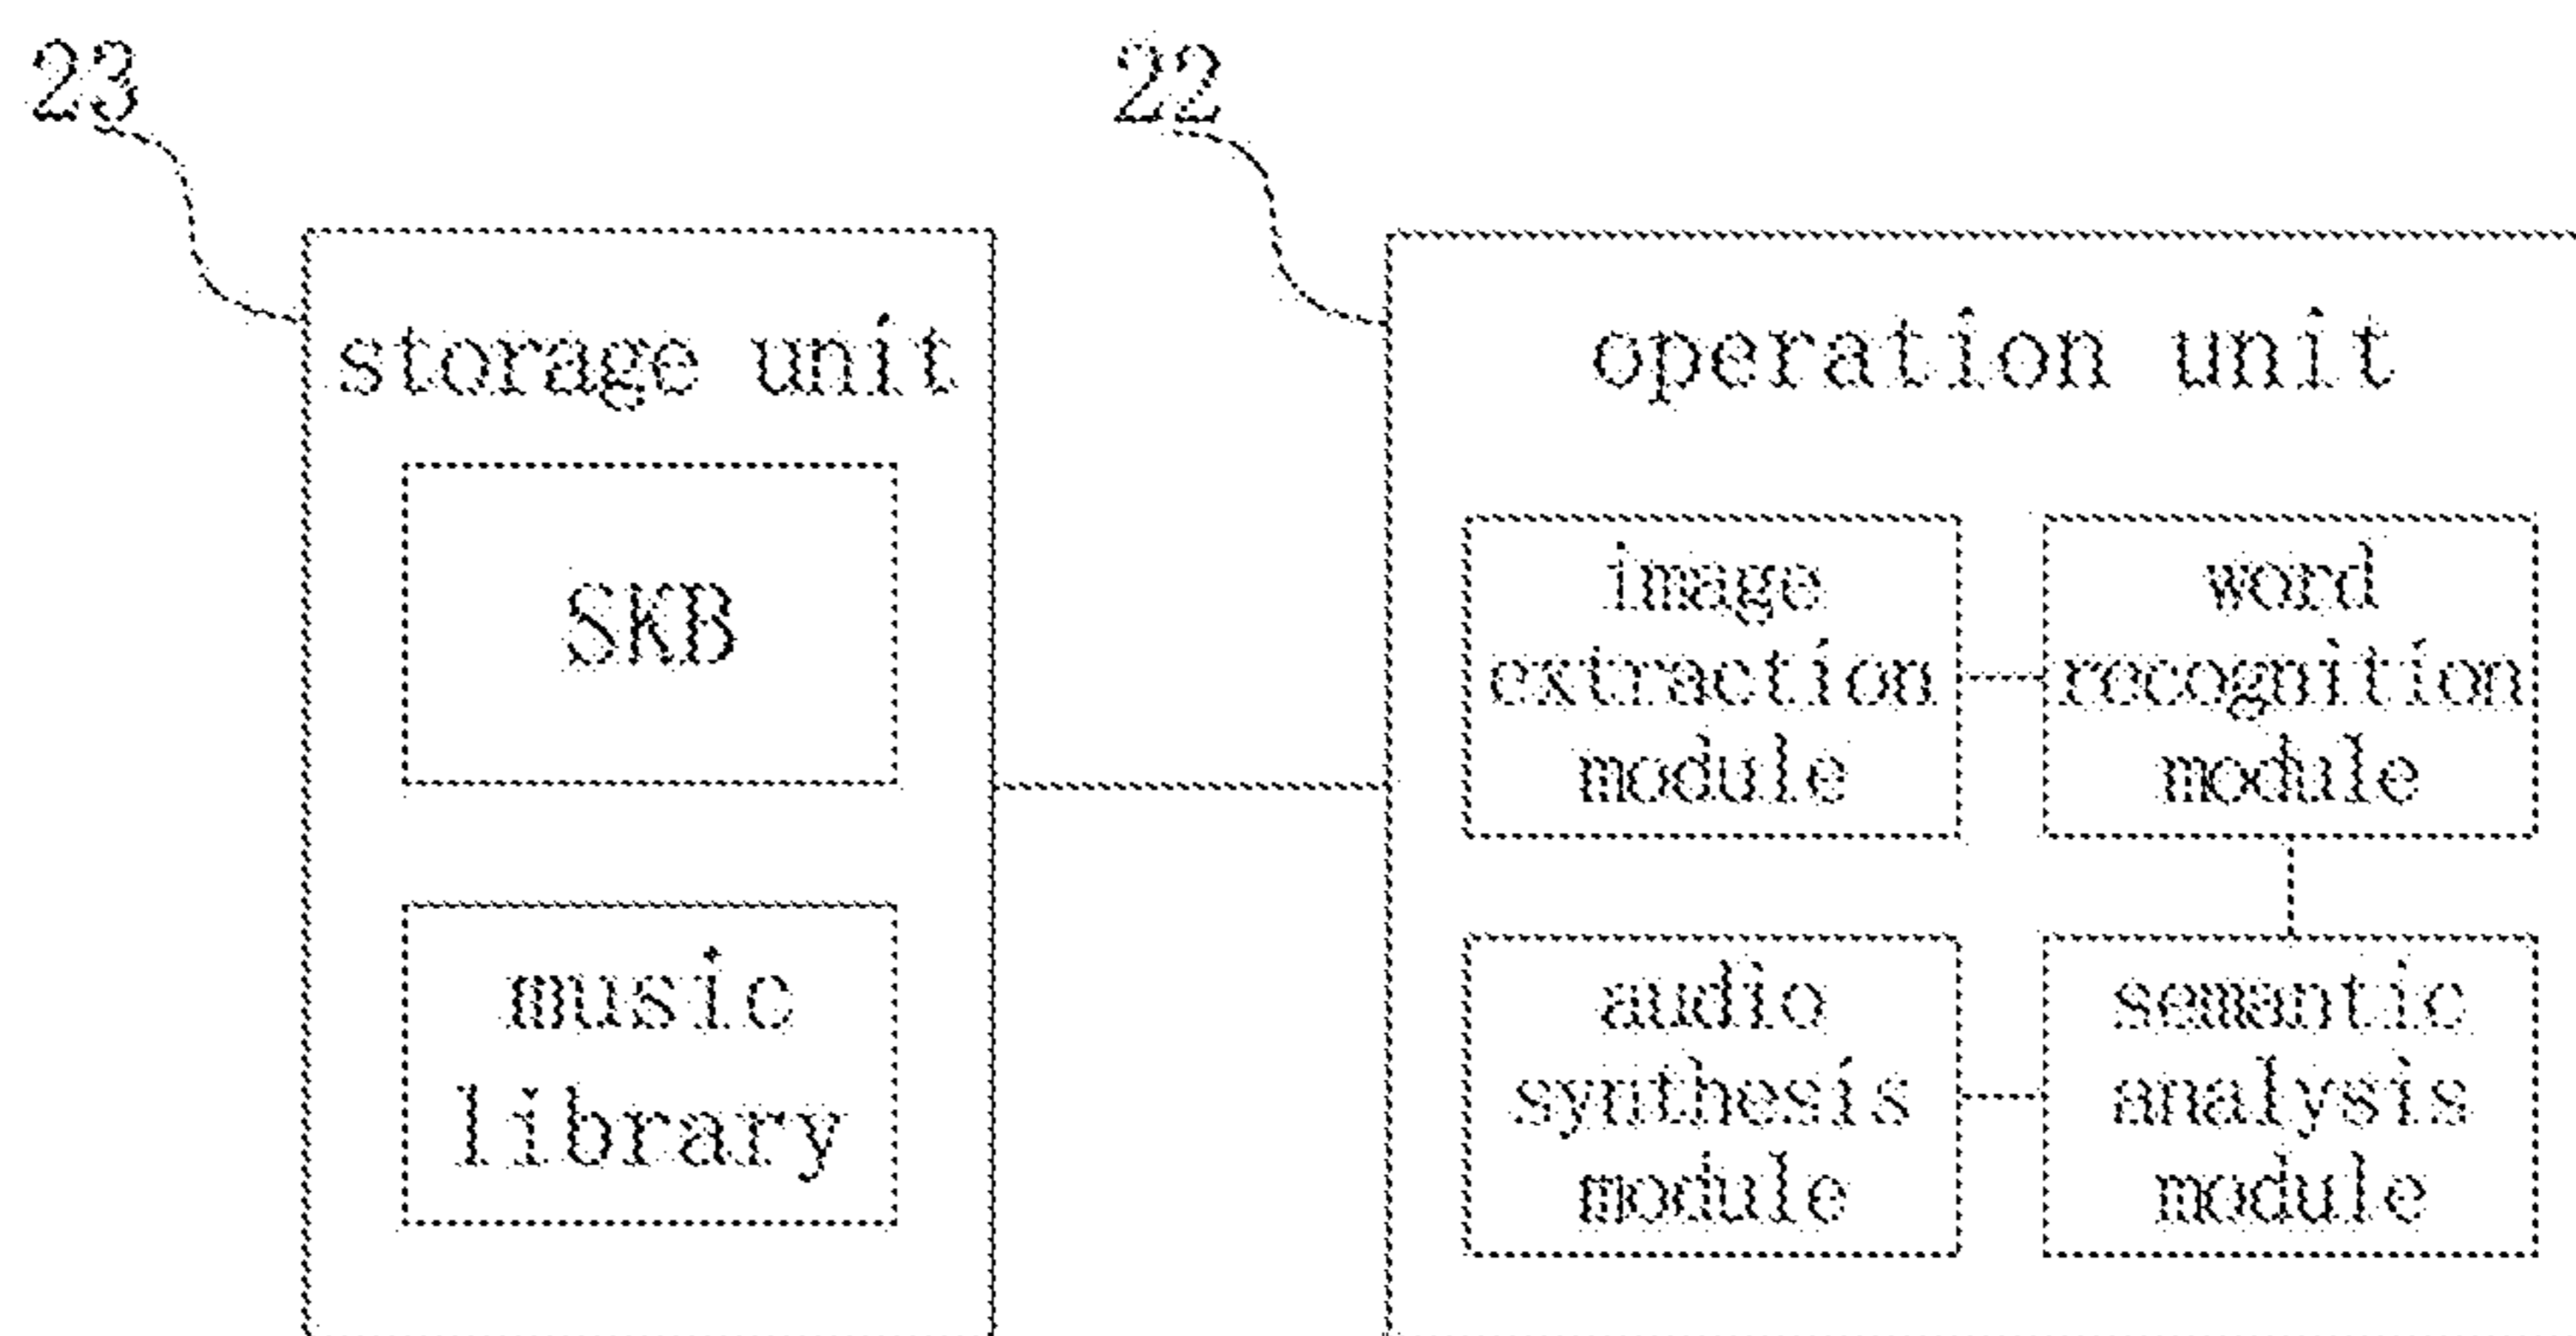 23
22
storage unit
SKB
music
library
operation unit
image
extraction
module
word
recognition
module
audio
synthesis
module
semantic
analysis
module